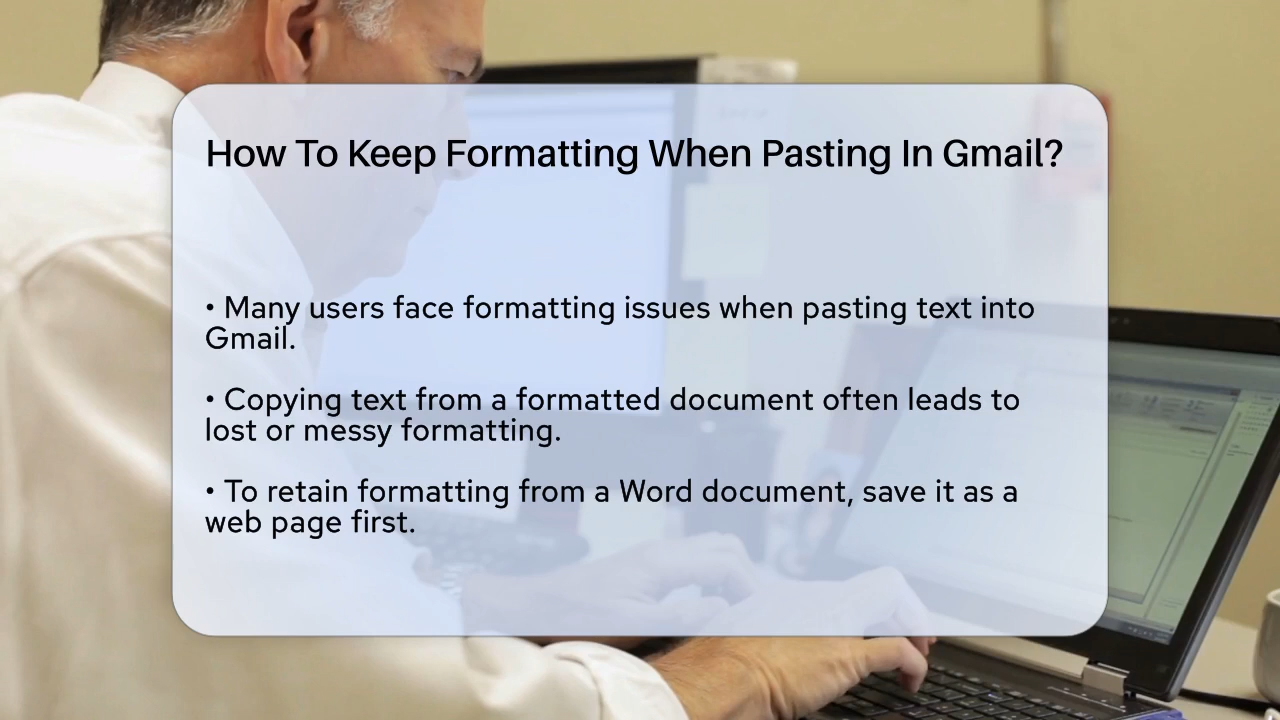 How To Keep Formatting When Pasting In Gmail?
• Many users face formatting issues when pasting text into
Gmail.
• Copying text from a formatted document often leads to
lost or messy formatting.
• To retain formatting from a Word document, save it as a
web page first.